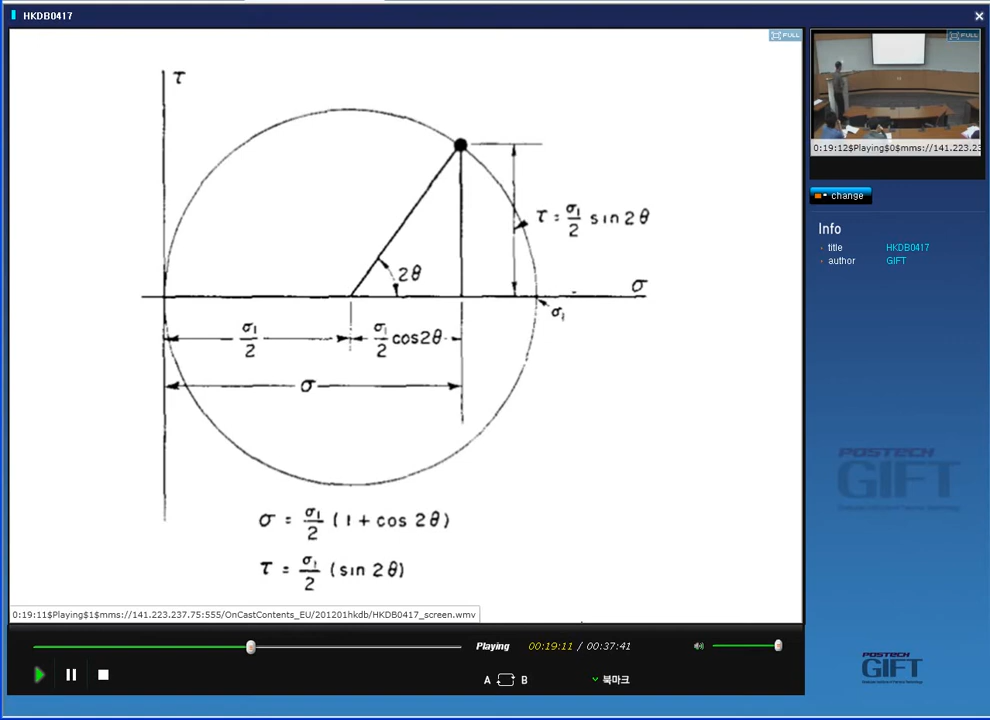 HKDB0417
FULL
FULL
τ
τ = σ₁/2 sin 2θ
2θ
σ
σ₁
σ₁/2
σ₁/2 cos2θ
σ
σ = σ₁/2 (1 + cos 2θ)
τ = σ₁/2 (sin 2θ)
0:19:11$Playing$1$mms://141.223.237.75:555/OnCastContents_EU/201201hkdb/HKDB0417_screen.wmv
0:19:12$Playing$0$mms://141.223.23
change
Info
title HKDB0417
author GIFT
POSTECH
GIFT
Playing 00:19:11 / 00:37:41
A B 북마크
POSTECH
GIFT